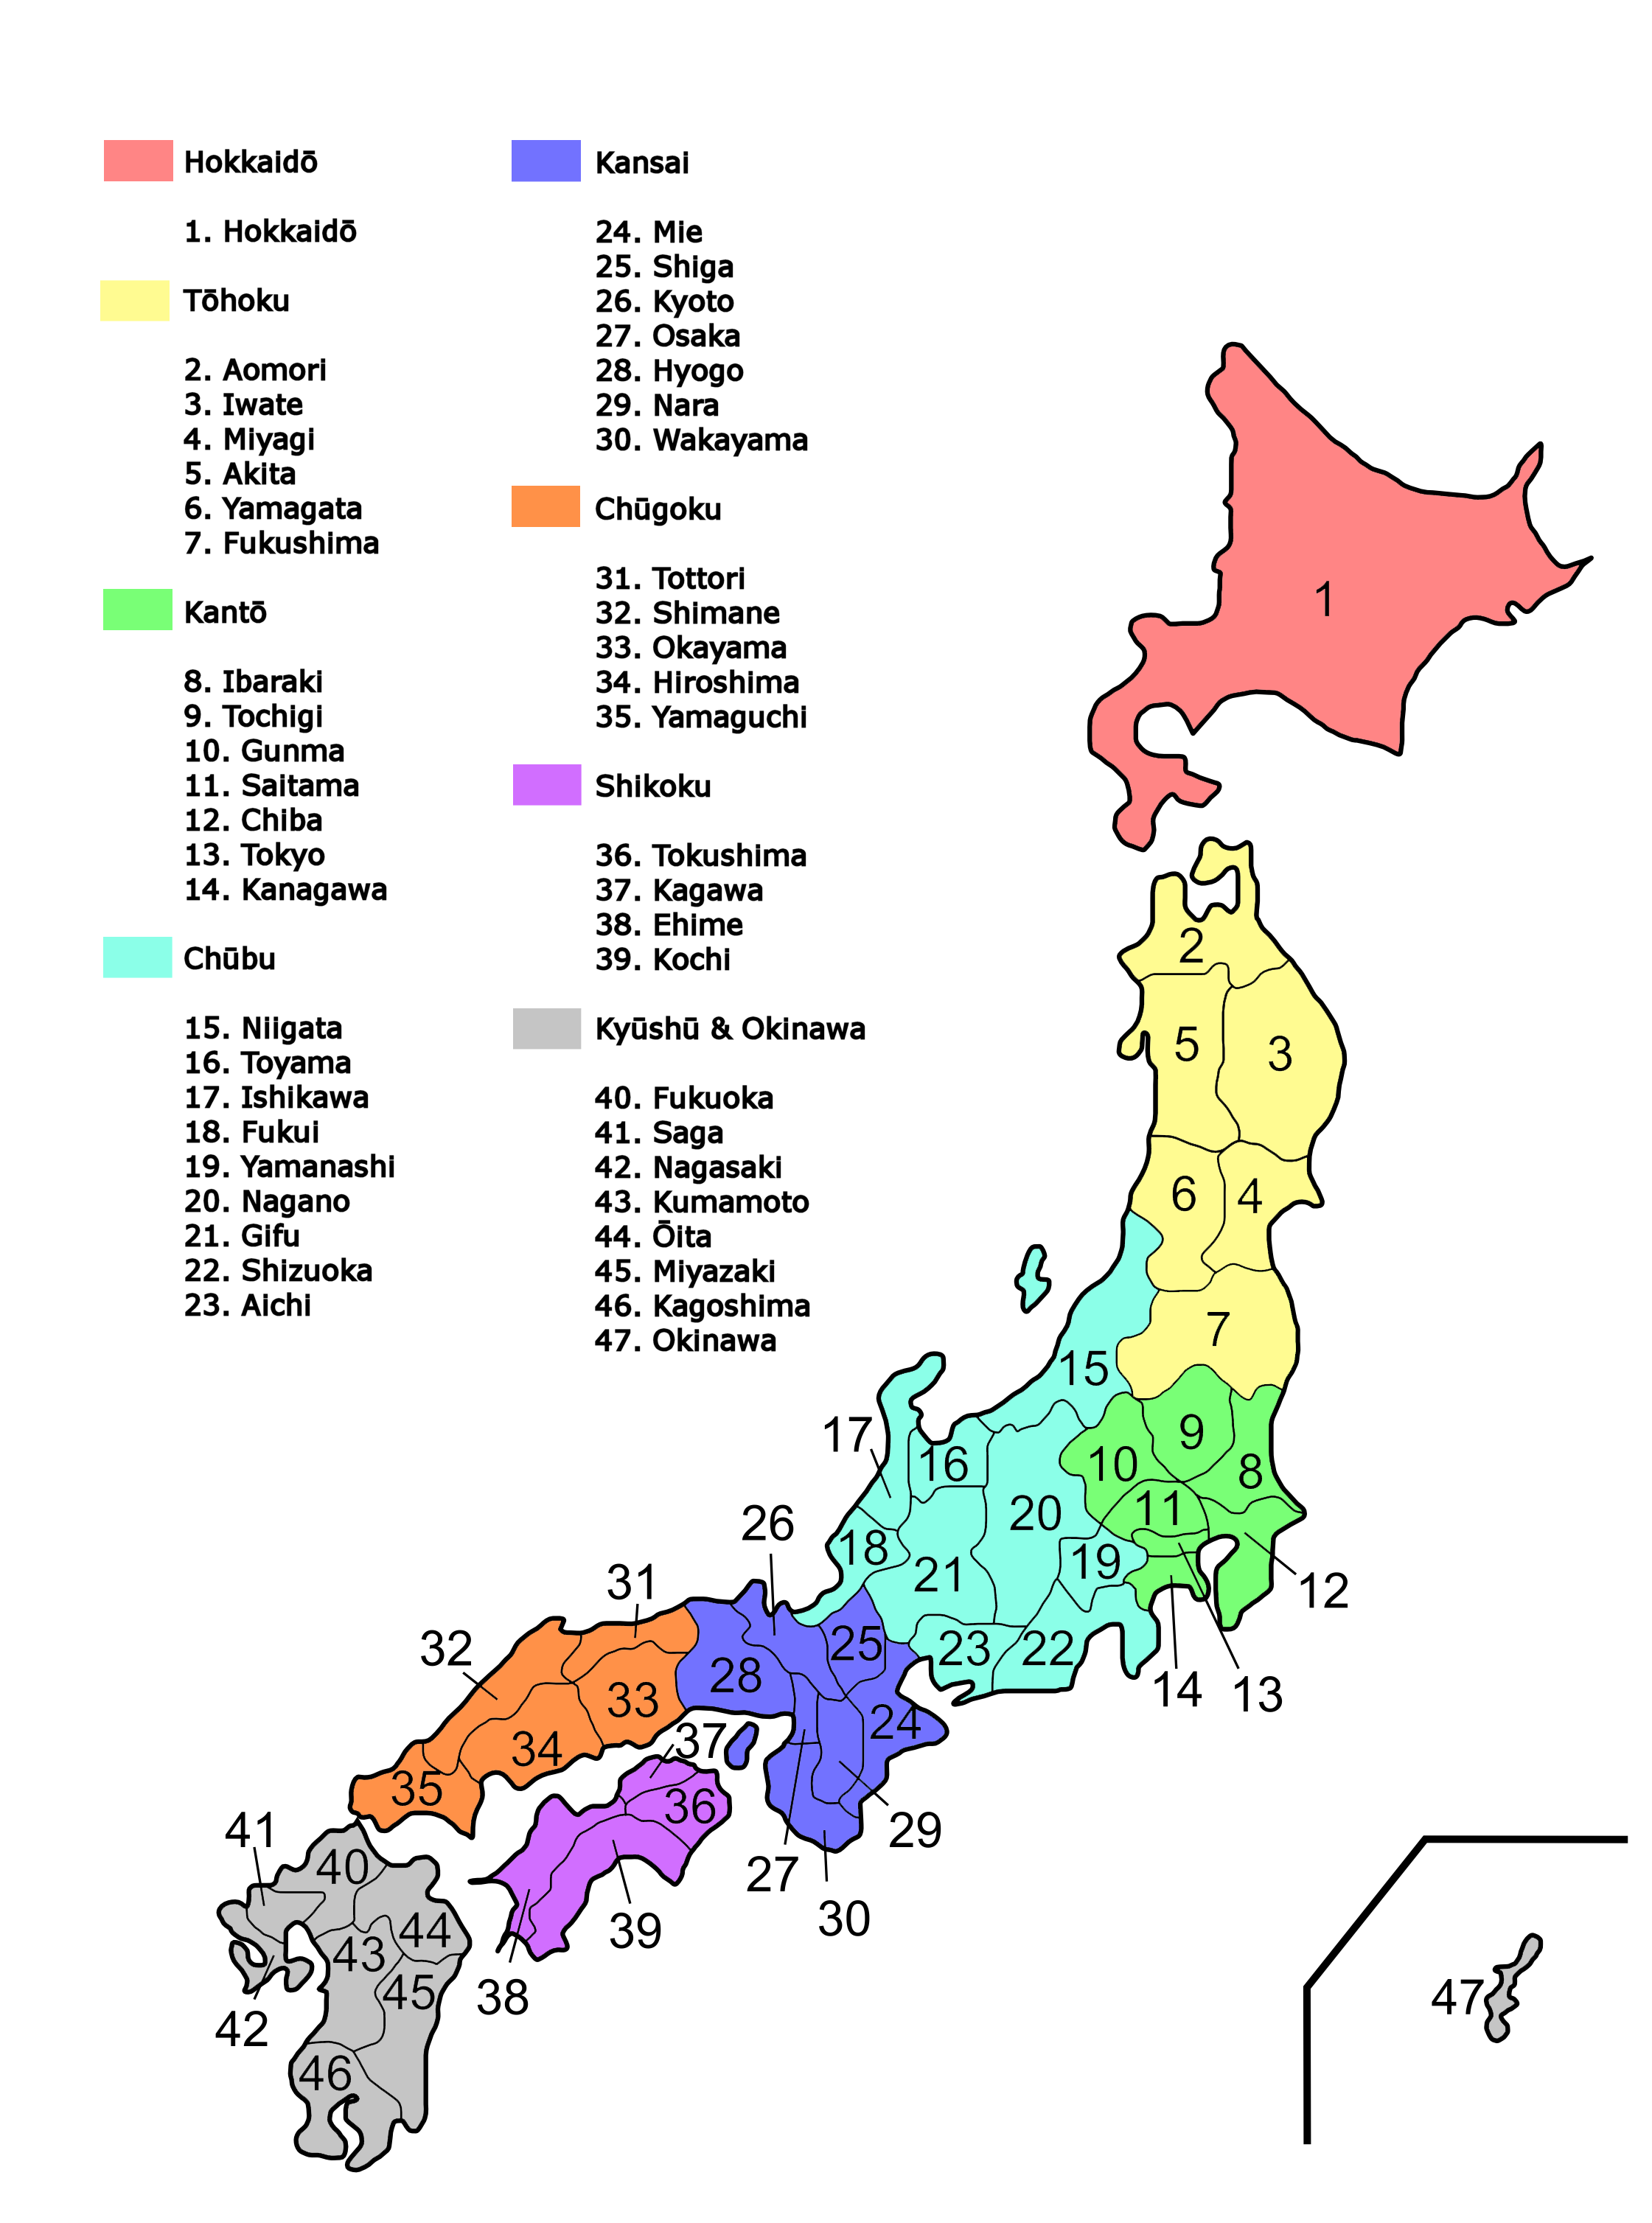 Hokkaidō
1. Hokkaidō
Tōhoku
2. Aomori
3. Iwate
4. Miyagi
5. Akita
6. Yamagata
7. Fukushima
Kantō
8. Ibaraki
9. Tochigi
10. Gunma
11. Saitama
12. Chiba
13. Tokyo
14. Kanagawa
Chūbu
15. Niigata
16. Toyama
17. Ishikawa
18. Fukui
19. Yamanashi
20. Nagano
21. Gifu
22. Shizuoka
23. Aichi
Kansai
24. Mie
25. Shiga
26. Kyoto
27. Osaka
28. Hyogo
29. Nara
30. Wakayama
Chūgoku
31. Tottori
32. Shimane
33. Okayama
34. Hiroshima
35. Yamaguchi
Shikoku
36. Tokushima
37. Kagawa
38. Ehime
39. Kochi
Kyūshū & Okinawa
40. Fukuoka
41. Saga
42. Nagasaki
43. Kumamoto
44. Ōita
45. Miyazaki
46. Kagoshima
47. Okinawa
1
2
5
3
6
4
7
15
9
17
16
10
8
20
11
26
18
19
21
31
12
32
25
23
22
28
14
13
33
24
37
34
35
36
29
41
40
27
30
44
39
43
45
38
47
42
46